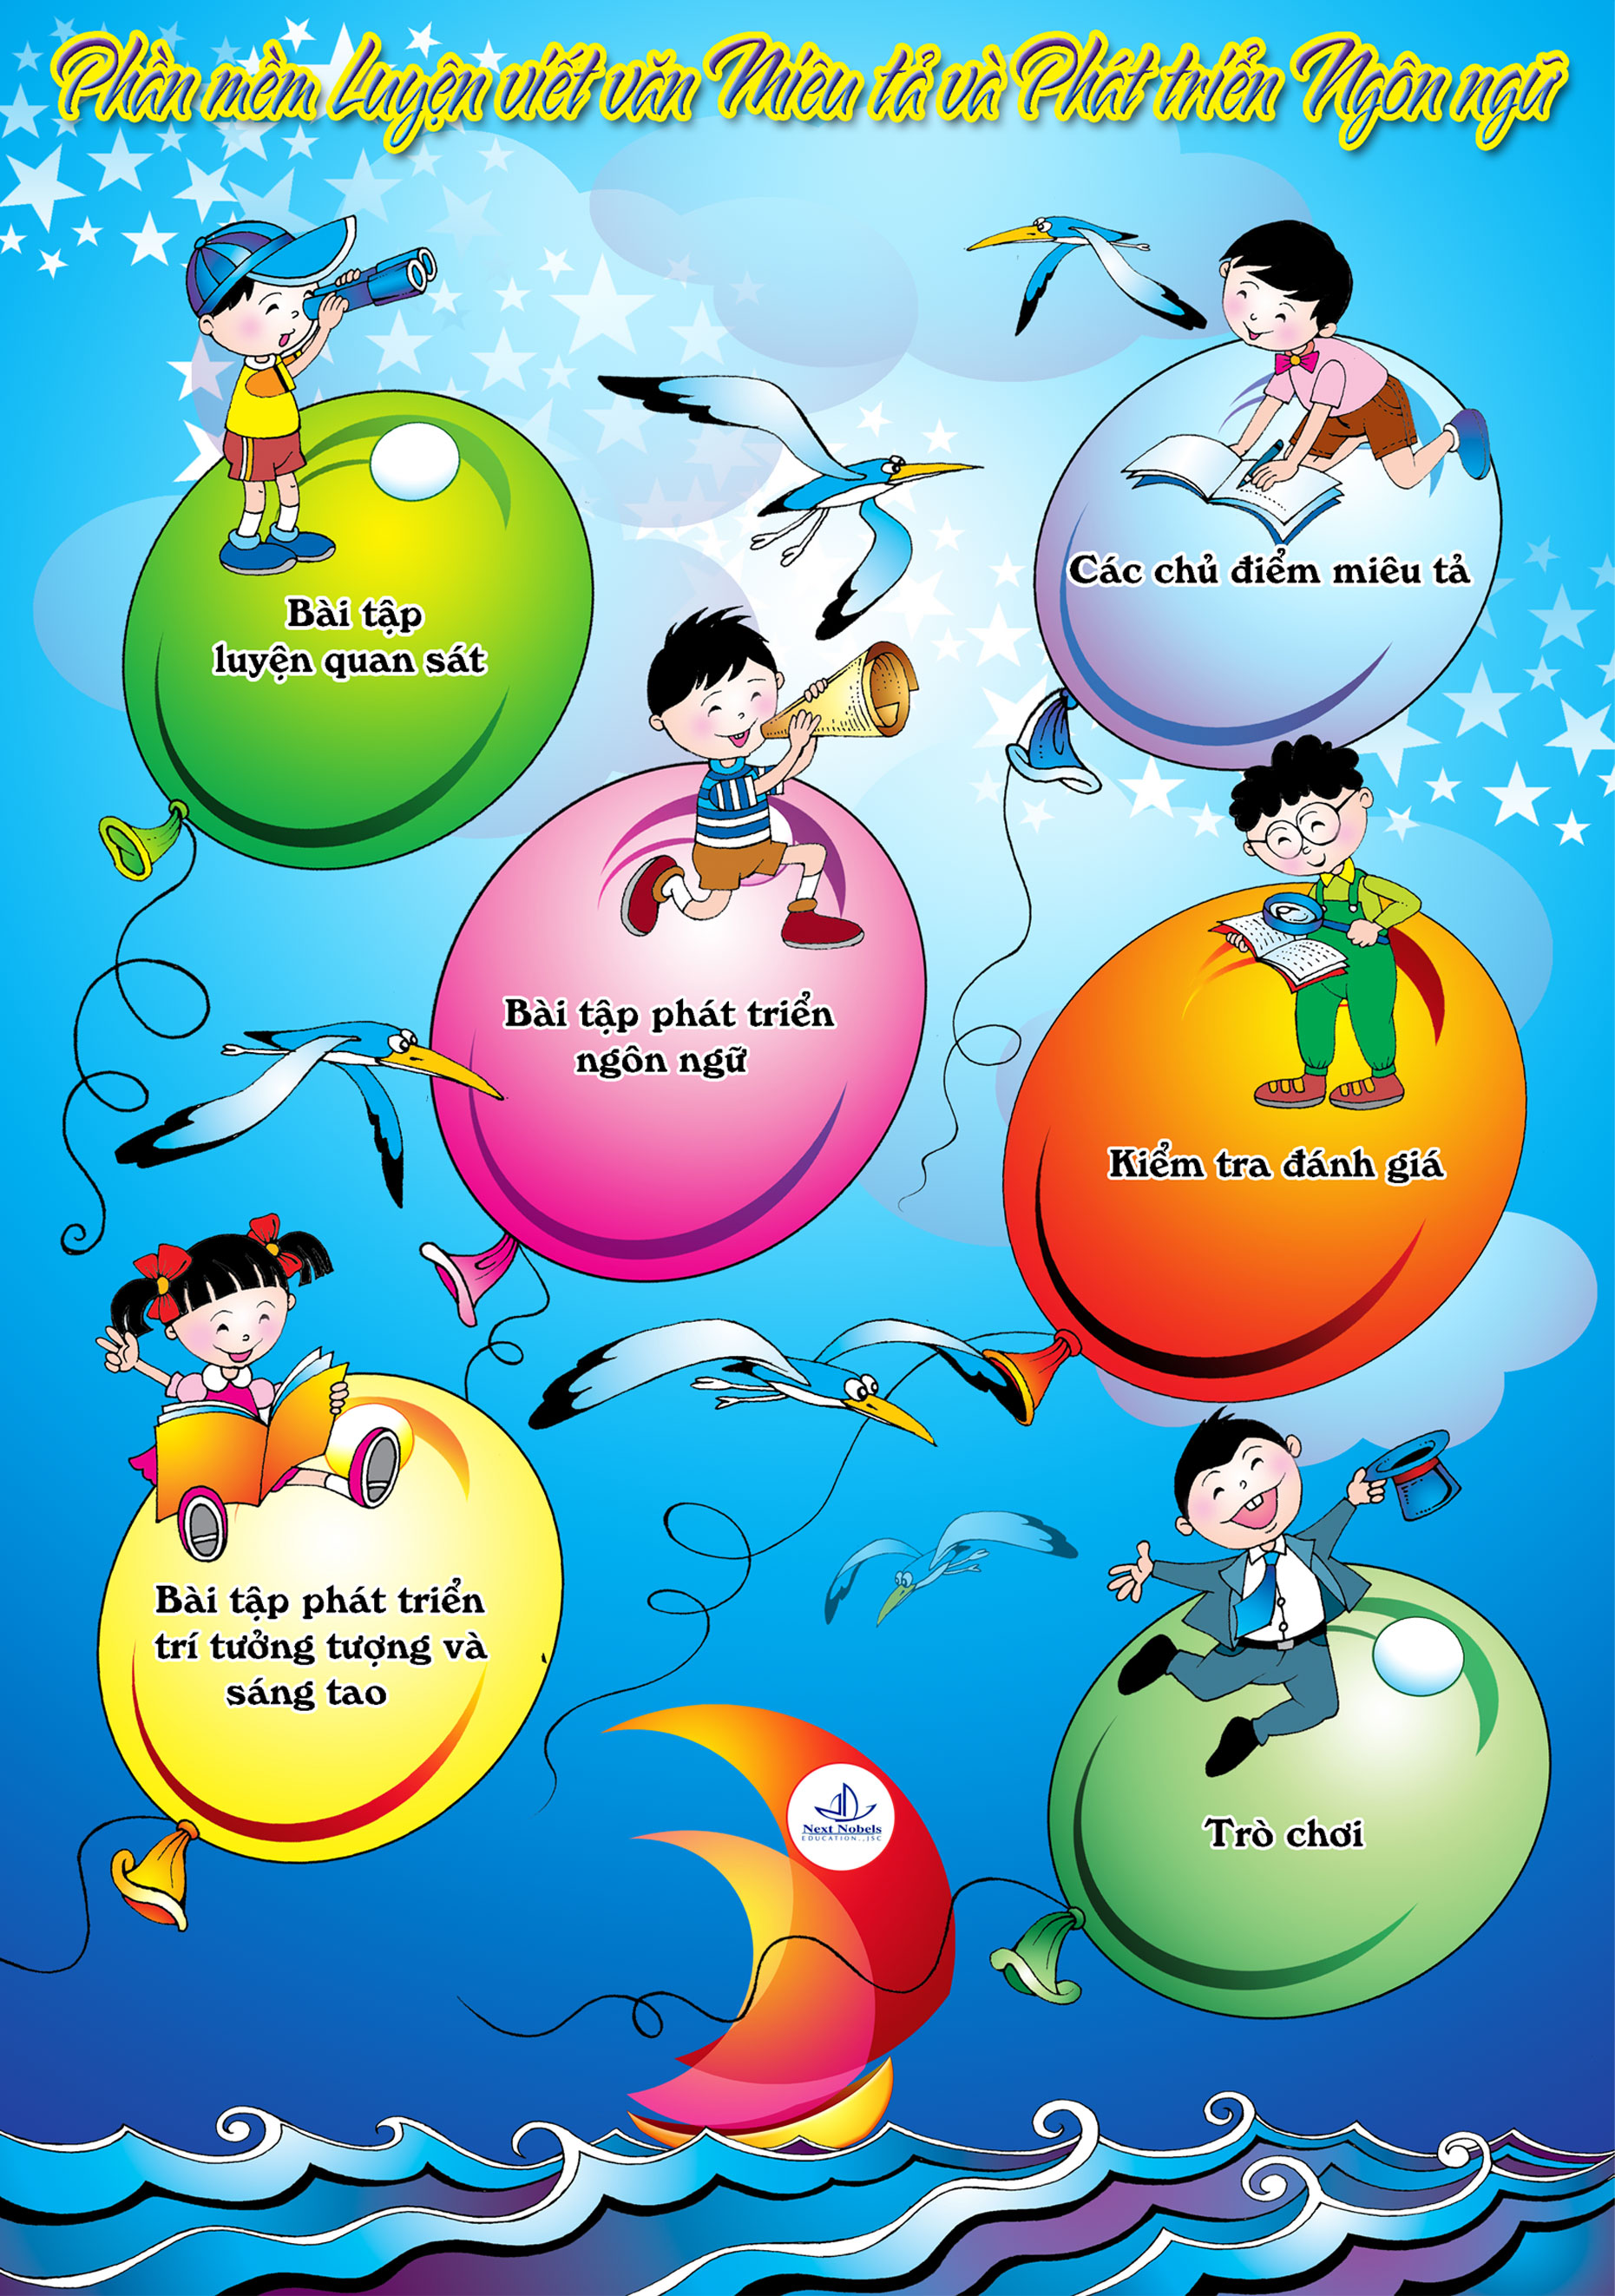 Phần mềm Luyện viết văn Miêu tả và Phát triển Ngôn ngữ
Bài tập
luyện quan sát
Các chủ điểm miêu tả
Bài tập phát triển
ngôn ngữ
Kiểm tra đánh giá
Bài tập phát triển
trí tưởng tượng và
sáng tao
Trò chơi
Next Nobels
EDUCATION.,JSC